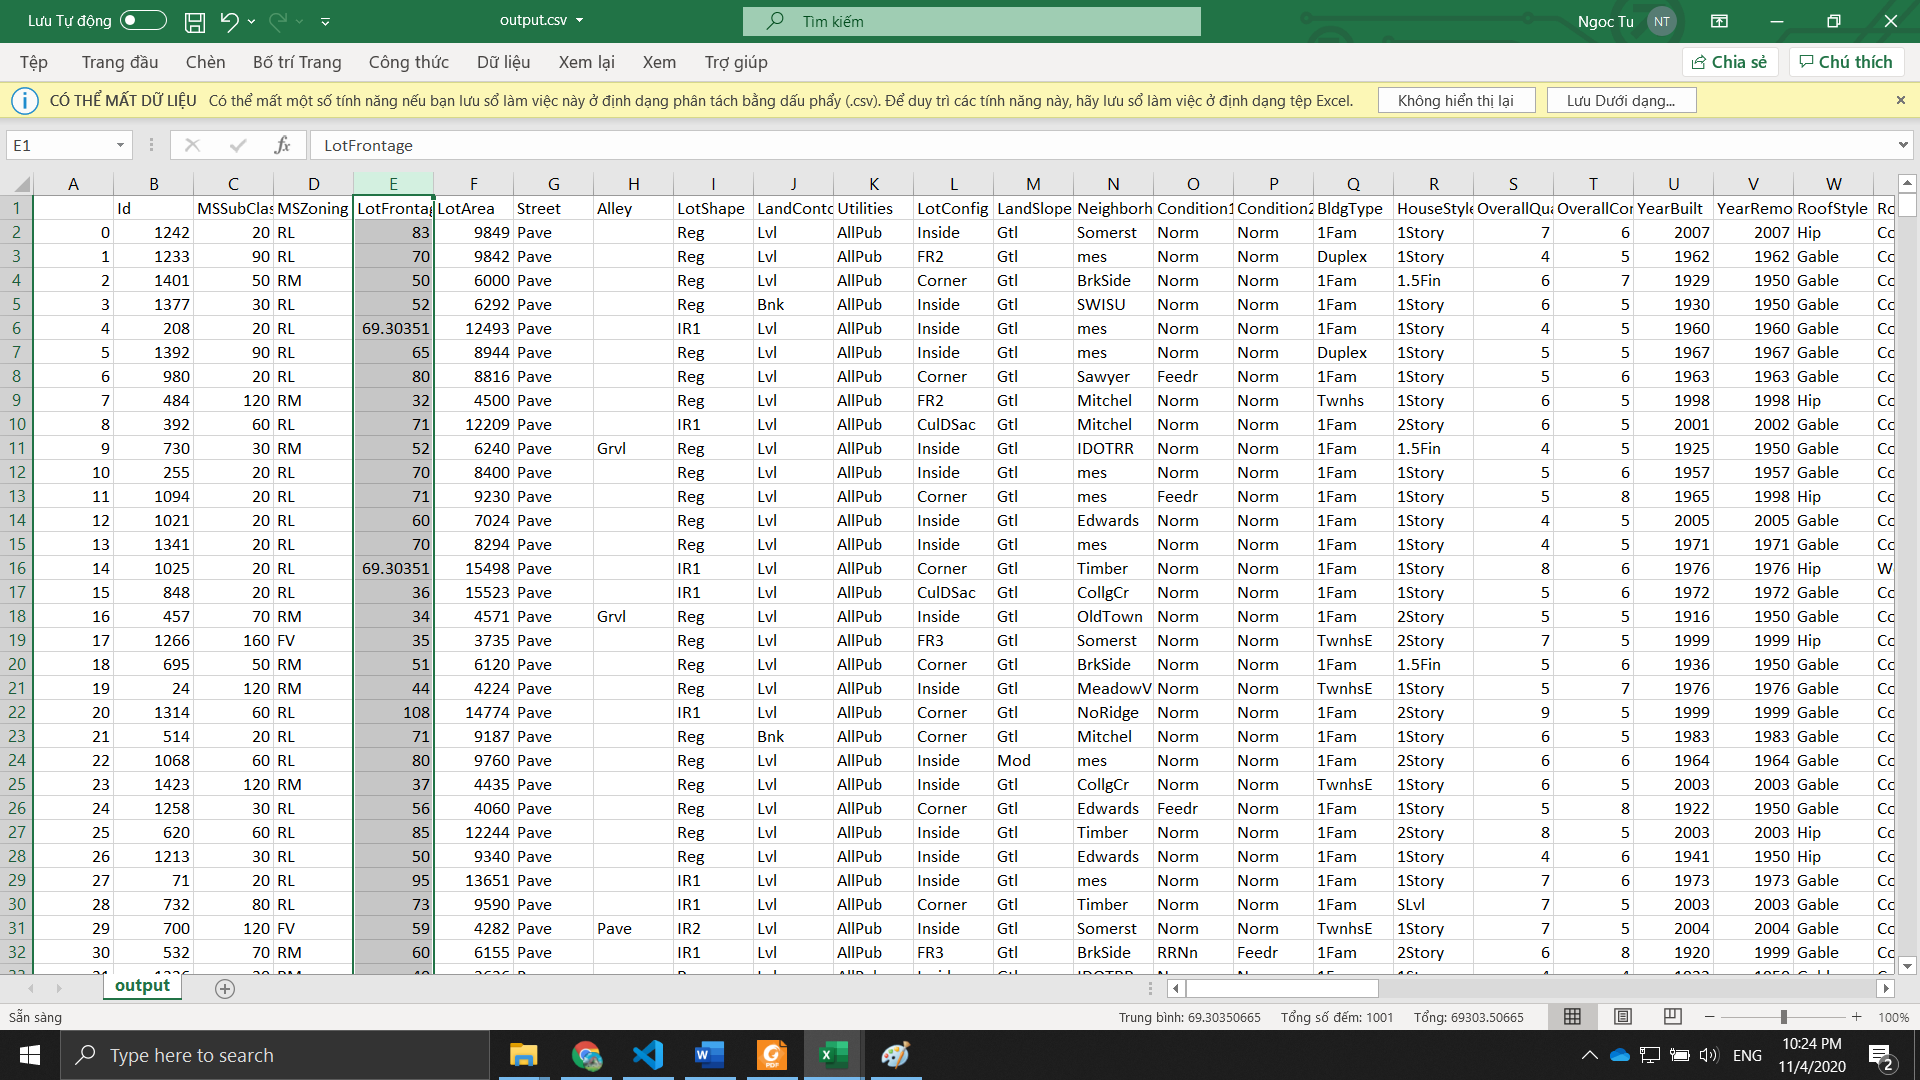 Lưu Tự động output.csv Tìm kiếm Ngoc Tu NT
Tệp Trang đầu Chèn Bố trí Trang Công thức Dữ liệu Xem lại Xem Trợ giúp Chia sẻ Chú thích
CÓ THỂ MẤT DỮ LIỆU Có thể mất một số tính năng nếu bạn lưu sổ làm việc này ở định dạng phân tách bằng dấu phẩy (.csv). Để duy trì các tính năng này, hãy lưu sổ làm việc ở định dạng tệp Excel. Không hiển thị lại Lưu Dưới dạng...
E1 fx LotFrontage
A B C D E F G H I J K L M N O P Q R S T U V W
1 Id MSSubClas MSZoning LotFrontag LotArea Street Alley LotShape LandConto Utilities LotConfig LandSlope Neighborh Condition1 Condition2 BldgType HouseStyle OverallQua OverallCon YearBuilt YearRemo RoofStyle Ro
2 0 1242 20 RL 83 9849 Pave Reg Lvl AllPub Inside Gtl Somerst Norm Norm 1Fam 1Story 7 6 2007 2007 Hip Cc
3 1 1233 90 RL 70 9842 Pave Reg Lvl AllPub FR2 Gtl mes Norm Norm Duplex 1Story 4 5 1962 1962 Gable Cc
4 2 1401 50 RM 50 6000 Pave Reg Lvl AllPub Corner Gtl BrkSide Norm Norm 1Fam 1.5Fin 6 7 1929 1950 Gable Cc
5 3 1377 30 RL 52 6292 Pave Reg Bnk AllPub Inside Gtl SWISU Norm Norm 1Fam 1Story 6 5 1930 1950 Gable Cc
6 4 208 20 RL 69.30351 12493 Pave IR1 Lvl AllPub Inside Gtl mes Norm Norm 1Fam 1Story 4 5 1960 1960 Gable Cc
7 5 1392 90 RL 65 8944 Pave Reg Lvl AllPub Inside Gtl mes Norm Norm Duplex 1Story 5 5 1967 1967 Gable Cc
8 6 980 20 RL 80 8816 Pave Reg Lvl AllPub Corner Gtl Sawyer Feedr Norm 1Fam 1Story 5 6 1963 1963 Gable Cc
9 7 484 120 RM 32 4500 Pave Reg Lvl AllPub FR2 Gtl Mitchel Norm Norm Twnhs 1Story 6 5 1998 1998 Hip Cc
10 8 392 60 RL 71 12209 Pave IR1 Lvl AllPub CulDSac Gtl Mitchel Norm Norm 1Fam 2Story 6 5 2001 2002 Gable Cc
11 9 730 30 RM 52 6240 Pave Grvl Reg Lvl AllPub Inside Gtl IDOTRR Norm Norm 1Fam 1.5Fin 4 5 1925 1950 Gable Cc
12 10 255 20 RL 70 8400 Pave Reg Lvl AllPub Inside Gtl mes Norm Norm 1Fam 1Story 5 6 1957 1957 Gable Cc
13 11 1094 20 RL 71 9230 Pave Reg Lvl AllPub Corner Gtl mes Feedr Norm 1Fam 1Story 5 8 1965 1998 Hip Cc
14 12 1021 20 RL 60 7024 Pave Reg Lvl AllPub Inside Gtl Edwards Norm Norm 1Fam 1Story 4 5 2005 2005 Gable Cc
15 13 1341 20 RL 70 8294 Pave Reg Lvl AllPub Inside Gtl mes Norm Norm 1Fam 1Story 4 5 1971 1971 Gable Cc
16 14 1025 20 RL 69.30351 15498 Pave IR1 Lvl AllPub Corner Gtl Timber Norm Norm 1Fam 1Story 8 6 1976 1976 Hip W
17 15 848 20 RL 36 15523 Pave IR1 Lvl AllPub CulDSac Gtl CollgCr Norm Norm 1Fam 1Story 5 6 1972 1972 Gable Cc
18 16 457 70 RM 34 4571 Pave Grvl Reg Lvl AllPub Inside Gtl OldTown Norm Norm 1Fam 2Story 5 5 1916 1950 Gable Cc
19 17 1266 160 FV 35 3735 Pave Reg Lvl AllPub FR3 Gtl Somerst Norm Norm TwnhsE 2Story 7 5 1999 1999 Hip Cc
20 18 695 50 RM 51 6120 Pave Reg Lvl AllPub Corner Gtl BrkSide Norm Norm 1Fam 1.5Fin 5 6 1936 1950 Gable Cc
21 19 24 120 RM 44 4224 Pave Reg Lvl AllPub Inside Gtl MeadowV Norm Norm TwnhsE 1Story 5 7 1976 1976 Gable Cc
22 20 1314 60 RL 108 14774 Pave IR1 Lvl AllPub Corner Gtl NoRidge Norm Norm 1Fam 2Story 9 5 1999 1999 Gable Cc
23 21 514 20 RL 71 9187 Pave Reg Bnk AllPub Corner Gtl Mitchel Norm Norm 1Fam 1Story 6 5 1983 1983 Gable Cc
24 22 1068 60 RL 80 9760 Pave Reg Lvl AllPub Inside Mod mes Norm Norm 1Fam 2Story 6 6 1964 1964 Gable Cc
25 23 1423 120 RM 37 4435 Pave Reg Lvl AllPub Inside Gtl CollgCr Norm Norm TwnhsE 1Story 6 5 2003 2003 Gable Cc
26 24 1258 30 RL 56 4060 Pave Reg Lvl AllPub Corner Gtl Edwards Feedr Norm 1Fam 1Story 5 8 1922 1950 Gable Cc
27 25 620 60 RL 85 12244 Pave Reg Lvl AllPub Inside Gtl Timber Norm Norm 1Fam 2Story 8 5 2003 2003 Hip Cc
28 26 1213 30 RL 50 9340 Pave Reg Lvl AllPub Inside Gtl Edwards Norm Norm 1Fam 1Story 4 6 1941 1950 Hip Cc
29 27 71 20 RL 95 13651 Pave IR1 Lvl AllPub Inside Gtl mes Norm Norm 1Fam 1Story 7 6 1973 1973 Gable Cc
30 28 732 80 RL 73 9590 Pave IR1 Lvl AllPub Corner Gtl Timber Norm Norm 1Fam SLvl 7 5 2003 2003 Gable Cc
31 29 700 120 FV 59 4282 Pave Pave IR2 Lvl AllPub Inside Gtl Somerst Norm Norm TwnhsE 1Story 7 5 2004 2004 Gable Cc
32 30 532 70 RM 60 6155 Pave IR1 Lvl AllPub FR3 Gtl BrkSide RRNn Feedr 1Fam 2Story 6 8 1920 1999 Gable Cc
output
Sẵn sàng Trung bình: 69.30350665 Tổng số đếm: 1001 Tổng: 69303.50665 100%
Type here to search ENG 10:24 PM
11/4/2020 2